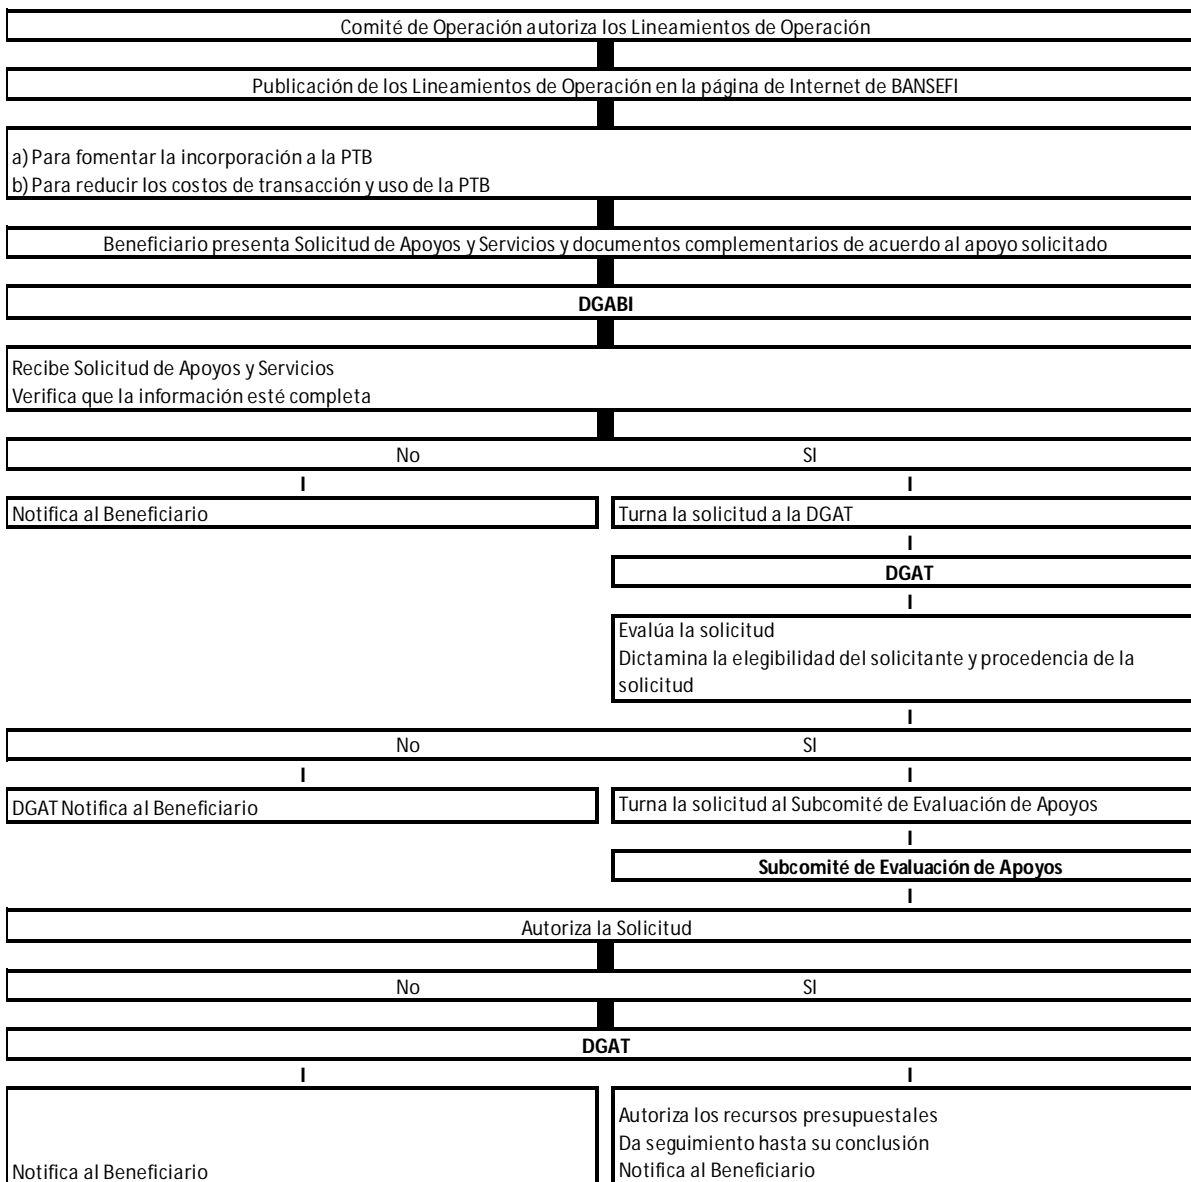 Comité de Operación autoriza los Lineamientos de Operación
Publicación de los Lineamientos de Operación en la página de Internet de BANSEFI
a) Para fomentar la incorporación a la PTB
b) Para reducir los costos de transacción y uso de la PTB
Beneficiario presenta Solicitud de Apoyos y Servicios y documentos complementarios de acuerdo al apoyo solicitado
DGABI
Recibe Solicitud de Apoyos y Servicios
Verifica que la información esté completa
No SI
Notifica al Beneficiario
Turna la solicitud a la DGAT
DGAT
Evalúa la solicitud
Dictamina la elegibilidad del solicitante y procedencia de la
solicitud
No SI
DGAT Notifica al Beneficiario
Turna la solicitud al Subcomité de Evaluación de Apoyos
Subcomité de Evaluación de Apoyos
Autoriza la Solicitud
No SI
DGAT
Notifica al Beneficiario
Autoriza los recursos presupuestales
Da seguimiento hasta su conclusión
Notifica al Beneficiario